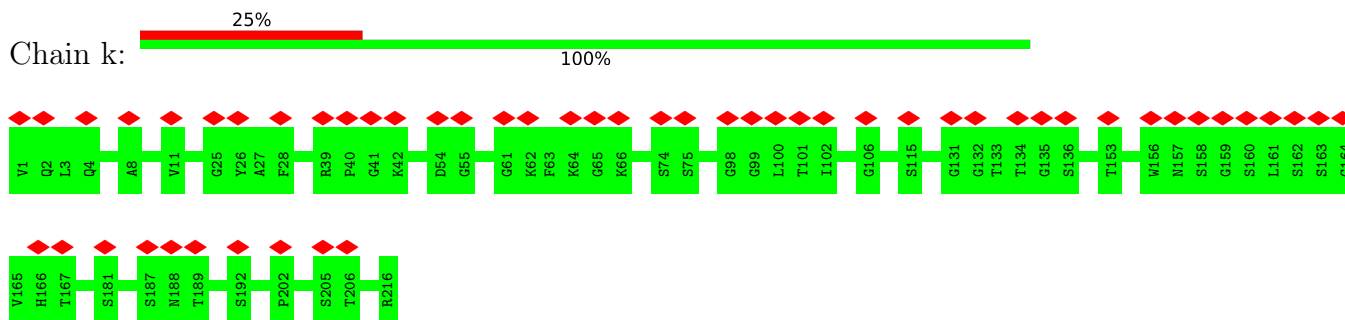 25%
Chain k:
100%
V1 Q2 L3 Q4 A8 V11 G25 Y26 A27 F28 R39 P40 G41 K42 D54 G55 G61 K62 F63 K64 G65 K66 S74 S75 G98 G99 L100 T101 I102 G106 S115 G131 G132 T133 T134 G135 S136 T153 W156 N157 S158 G159 S160 L161 S162 S163 G164
V165 H166 T167 S181 S187 N188 T189 S192 P202 S205 T206 R216